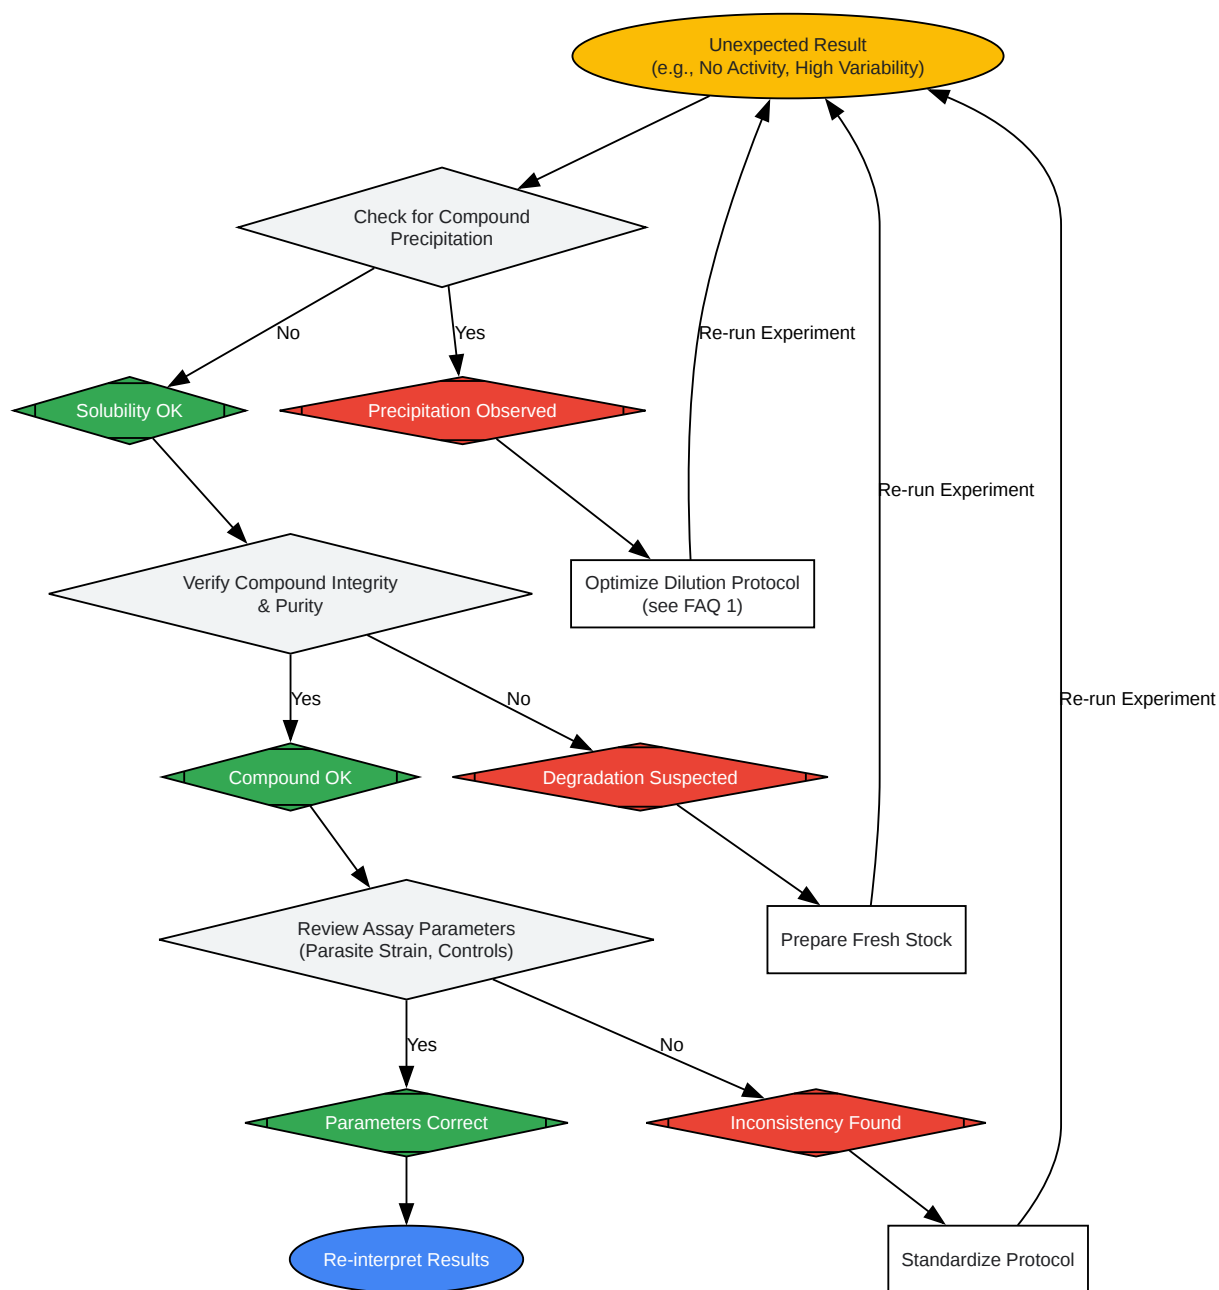 Unexpected Result
(e.g., No Activity, High Variability)
Check for Compound
Precipitation
No
Yes
Re-run Experiment
Solubility OK
Precipitation Observed
Re-run Experiment
Verify Compound Integrity
& Purity
Optimize Dilution Protocol
(see FAQ 1)
Yes
No
Re-run Experiment
Compound OK
Degradation Suspected
Review Assay Parameters
(Parasite Strain, Controls)
Prepare Fresh Stock
Yes
No
Parameters Correct
Inconsistency Found
Re-interpret Results
Standardize Protocol